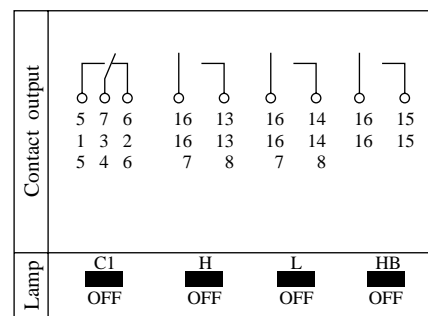 Contact output
5 7 6 16 13 16 14 16 15
1 3 2 16 13 16 14 16 15
5 4 6 7 8 7 8
Lamp
C1 H L HB
OFF OFF OFF OFF